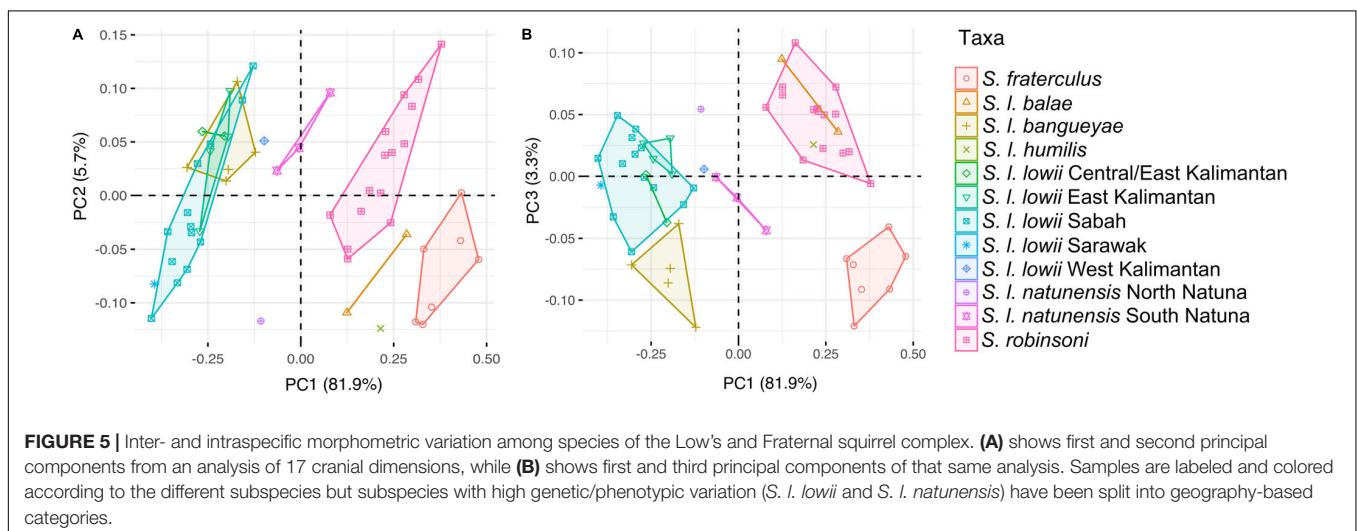 A
0.15
0.10
0.05
0.00
-0.05
-0.10
PC2 (5.7%)
-0.25
0.00
0.25
0.50
PC1 (81.9%)
B
0.10
0.05
0.00
-0.05
-0.10
PC3 (3.3%)
-0.25
0.00
0.25
0.50
PC1 (81.9%)
Taxa
S. fraterculus
S. l. balae
S. l. bangueyae
S. l. humilis
S. l. lowii Central/East Kalimantan
S. l. lowii East Kalimantan
S. l. lowii Sabah
S. l. lowii Sarawak
S. l. lowii West Kalimantan
S. l. natunensis North Natuna
S. l. natunensis South Natuna
S. robinsoni
FIGURE 5 | Inter- and intraspecific morphometric variation among species of the Low's and Fraternal squirrel complex. (A) shows first and second principal
components from an analysis of 17 cranial dimensions, while (B) shows first and third principal components of that same analysis. Samples are labeled and colored
according to the different subspecies but subspecies with high genetic/phenotypic variation (S. l. lowii and S. l. natunensis) have been split into geography-based
categories.